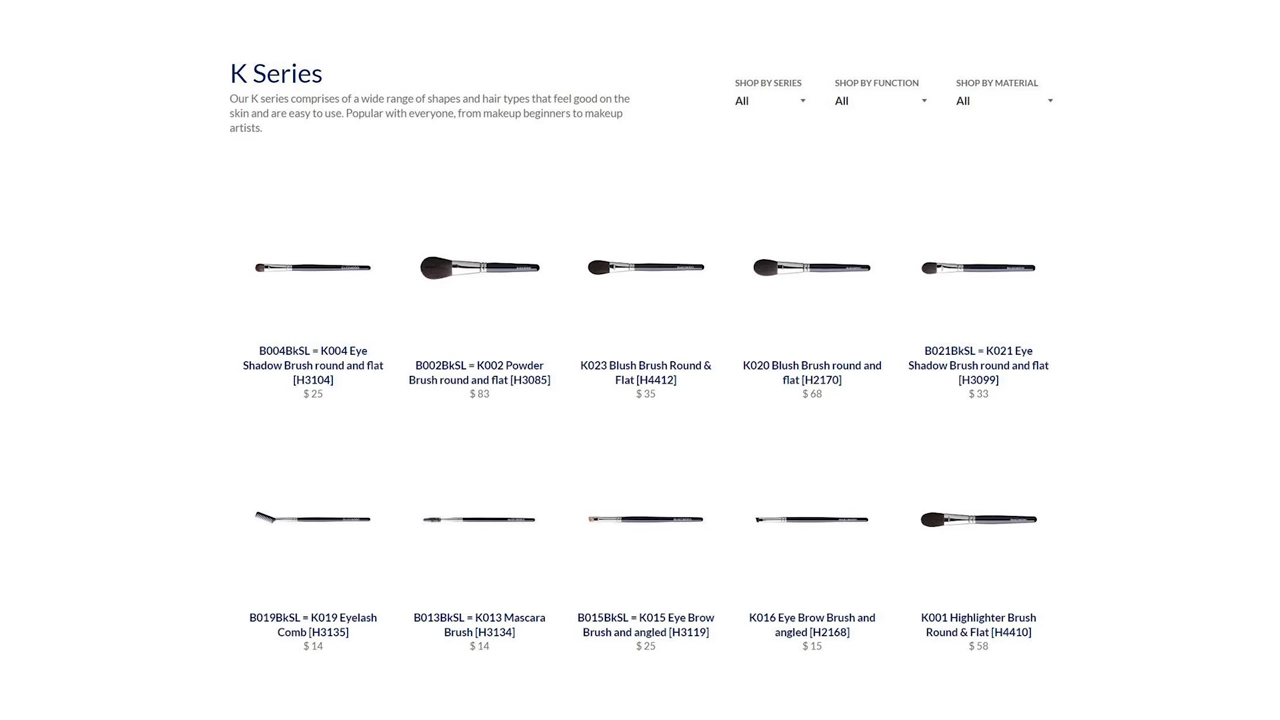 K Series
Our K series comprises of a wide range of shapes and hair types that feel good on the
skin and are easy to use. Popular with everyone, from makeup beginners to makeup
artists.
SHOP BY SERIES
All
SHOP BY FUNCTION
All
SHOP BY MATERIAL
All
B004BkSL = K004 Eye
Shadow Brush round and flat
[H3104]
$ 25
B002BkSL = K002 Powder
Brush round and flat [H3085]
$ 83
K023 Blush Brush Round &
Flat [H4412]
$ 35
K020 Blush Brush round and
flat [H2170]
$ 68
B021BkSL = K021 Eye
Shadow Brush round and flat
[H3099]
$ 33
B019BkSL = K019 Eyelash
Comb [H3135]
$ 14
B013BkSL = K013 Mascara
Brush [H3134]
$ 14
B015BkSL = K015 Eye Brow
Brush and angled [H3119]
$ 25
K016 Eye Brow Brush and
angled [H2168]
$ 15
K001 Highlighter Brush
Round & Flat [H4410]
$ 58